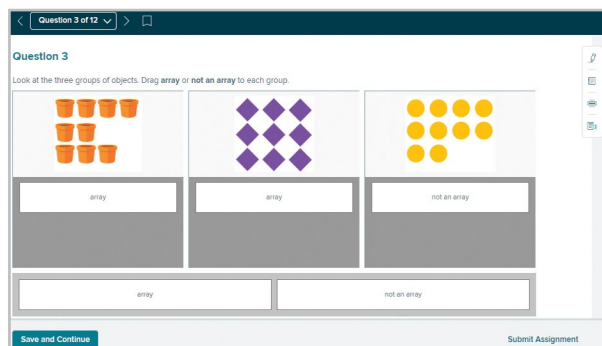 Question 3 of 12
Question 3
Look at the three groups of objects. Drag array or not an array to each group.
array
array
not an array
array
not an array
Save and Continue
Submit Assignment